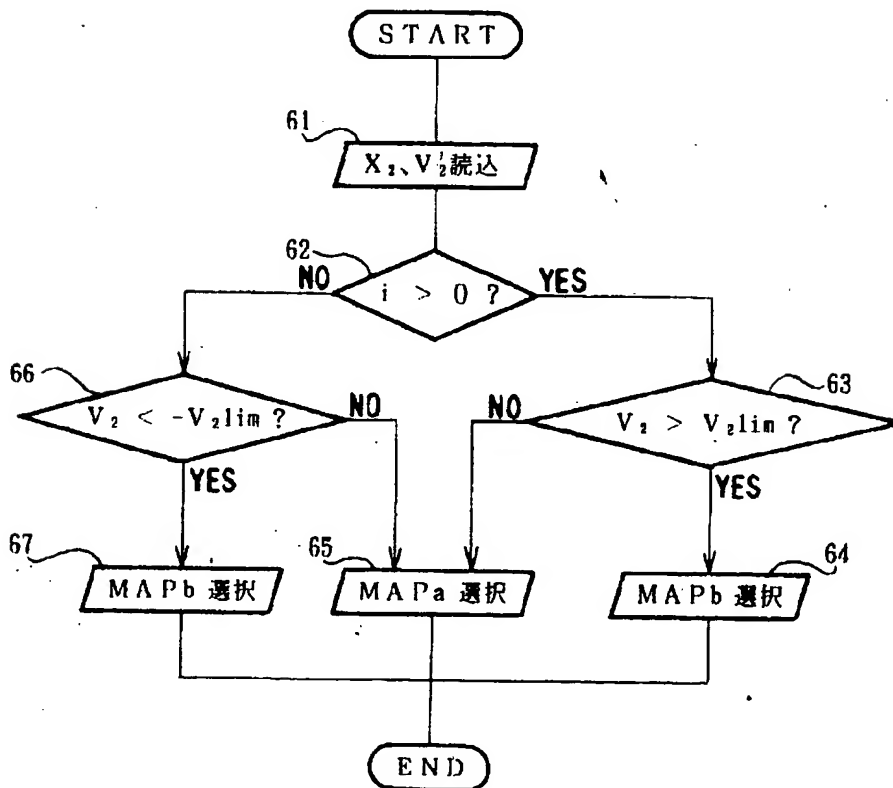 START
61
X₂、V₂読込
62
NO
i > 0 ?
YES
66
V₂ < -V₂lim ?
NO
63
NO
V₂ > V₂lim ?
YES
YES
67
MAPb 選択
65
MAPa 選択
64
MAPb 選択
END